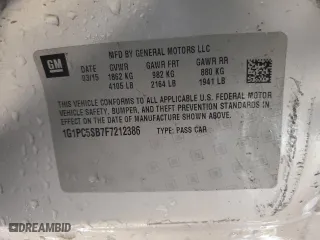 GM
MFD BY GENERAL MOTORS LLC
DATE GVWR GAWR FRT GAWR RR
03/15 1862 KG 982 KG 880 KG
4105 LB 2164 LB 1941 LB
THIS VEHICLE CONFORMS TO ALL APPLICABLE U.S. FEDERAL MOTOR
VEHICLE SAFETY, BUMPER, AND THEFT PREVENTION STANDARDS
IN EFFECT ON THE DATE OF MANUFACTURE SHOWN ABOVE.
1G1PC5SB7F7212386 TYPE: PASS CAR
AUTOBIDCAR